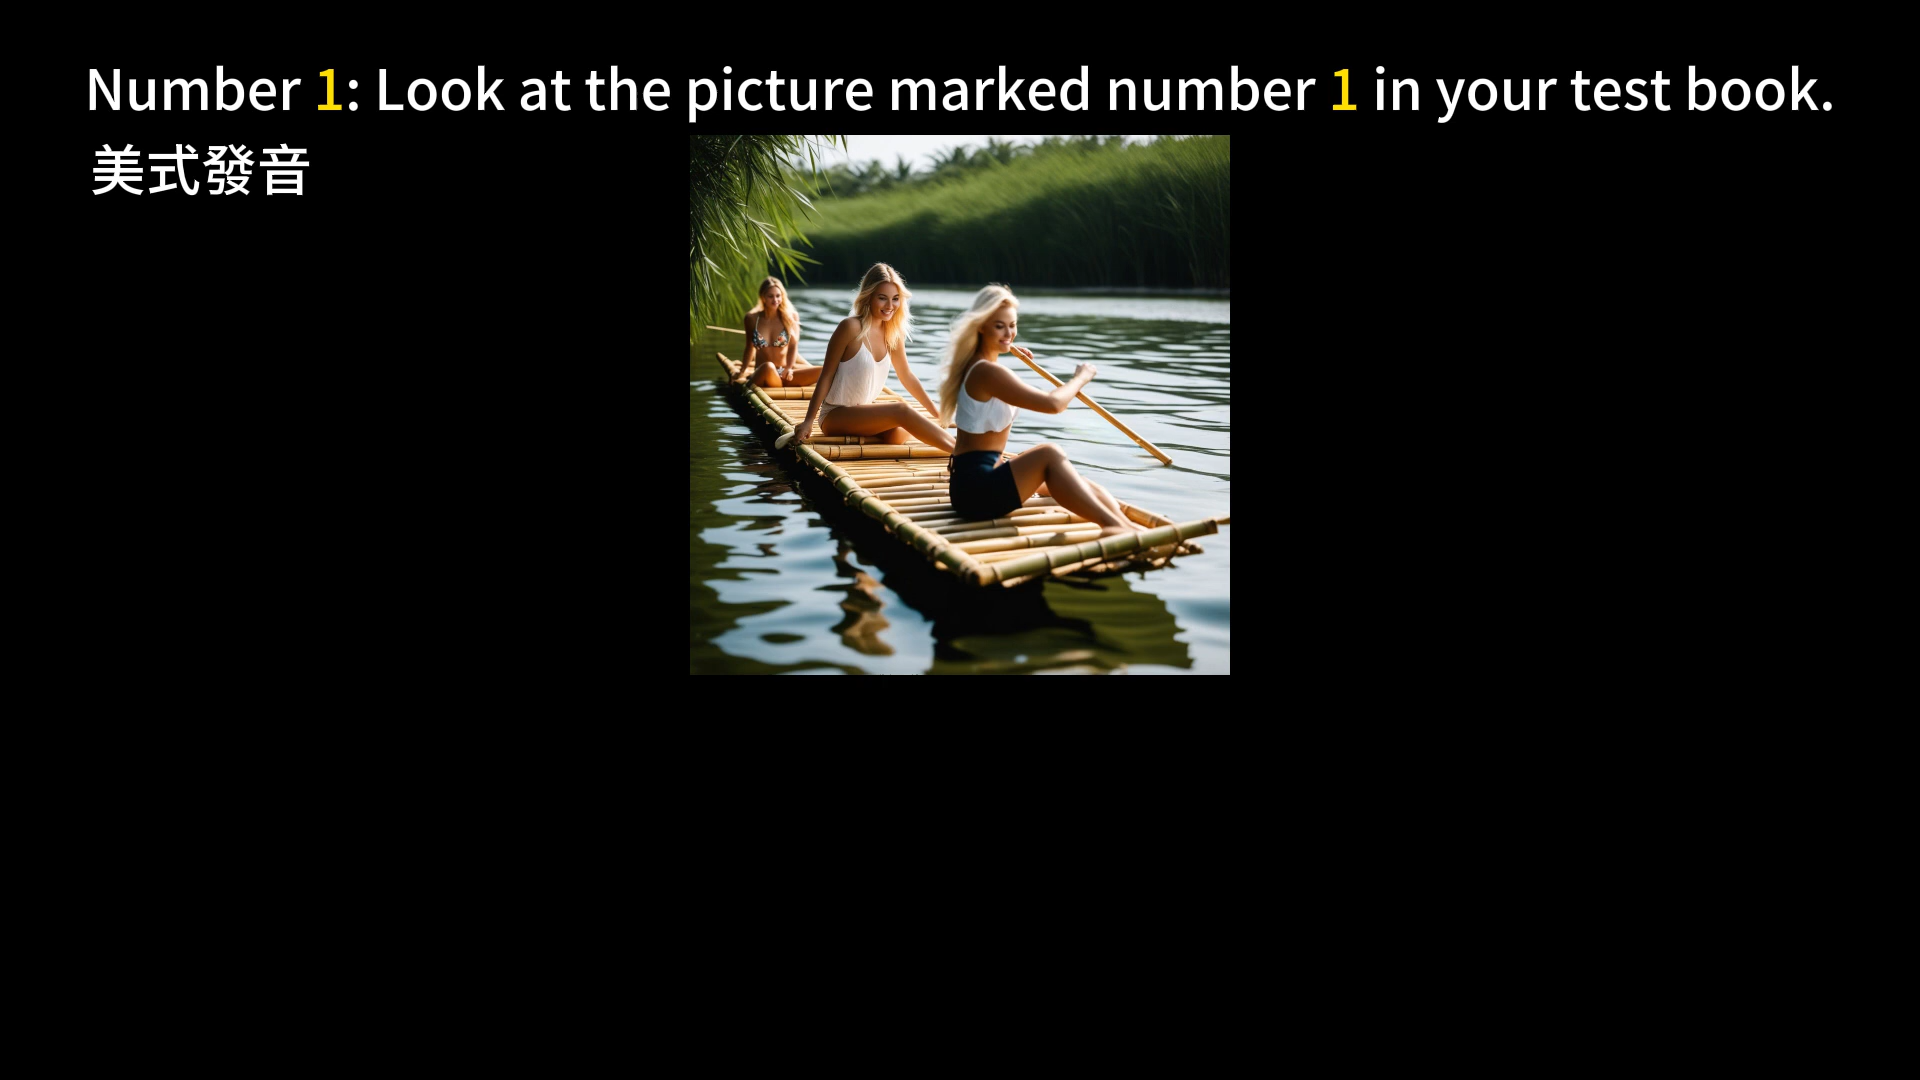 Number 1: Look at the picture marked number 1 in your test book.
美式發音